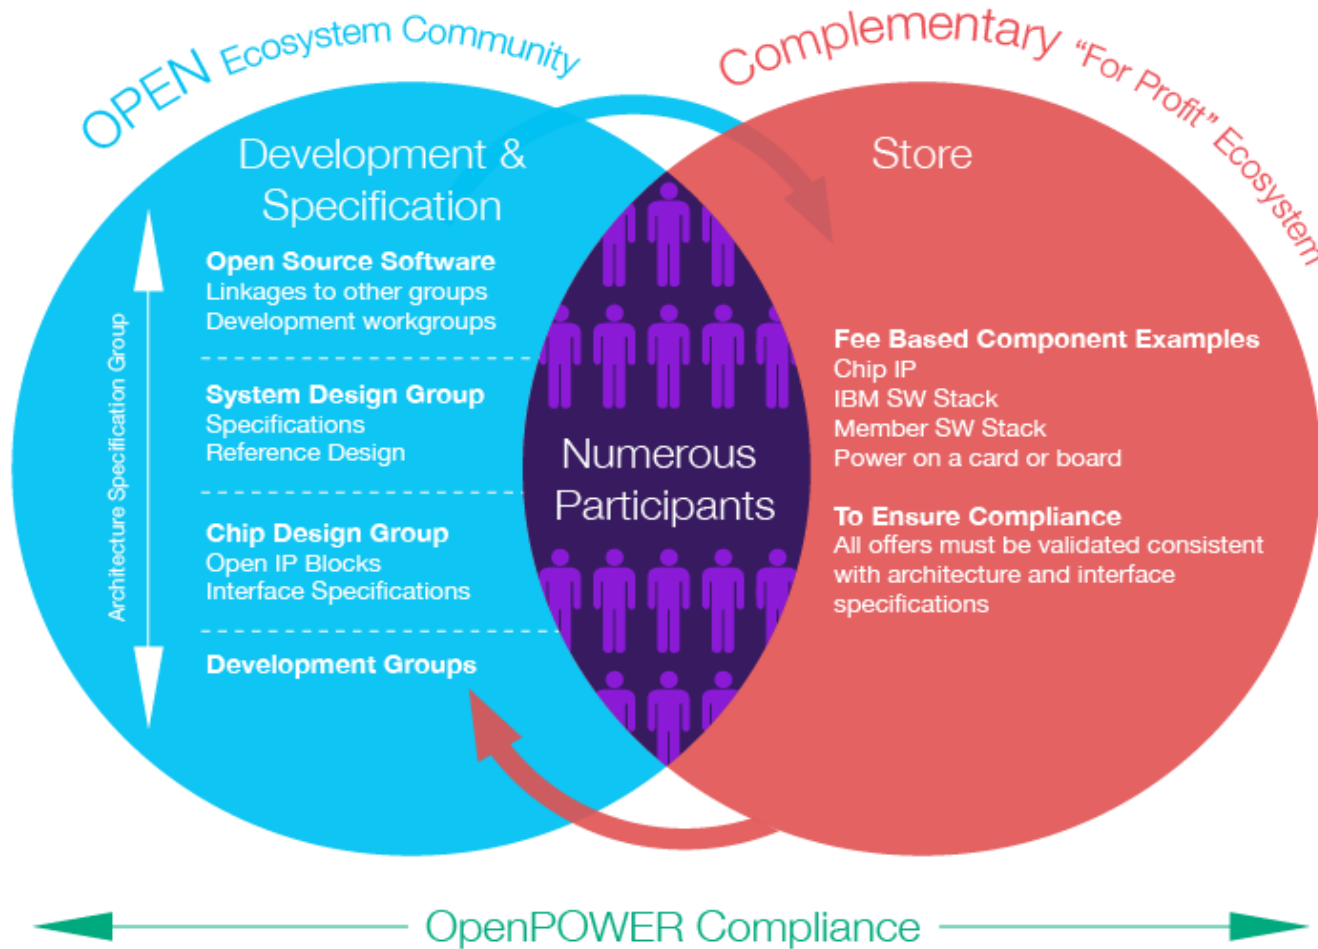 OPEN Ecosystem Community
Complementary "For Profit" Ecosystem
Development &
Specification
Architecture Specification Group
Open Source Software
Linkages to other groups
Development workgroups
System Design Group
Specifications
Reference Design
Chip Design Group
Open IP Blocks
Interface Specifications
Development Groups
Numerous
Participants
Store
Fee Based Component Examples
Chip IP
IBM SW Stack
Member SW Stack
Power on a card or board
To Ensure Compliance
All offers must be validated consistent
with architecture and interface
specifications
OpenPOWER Compliance